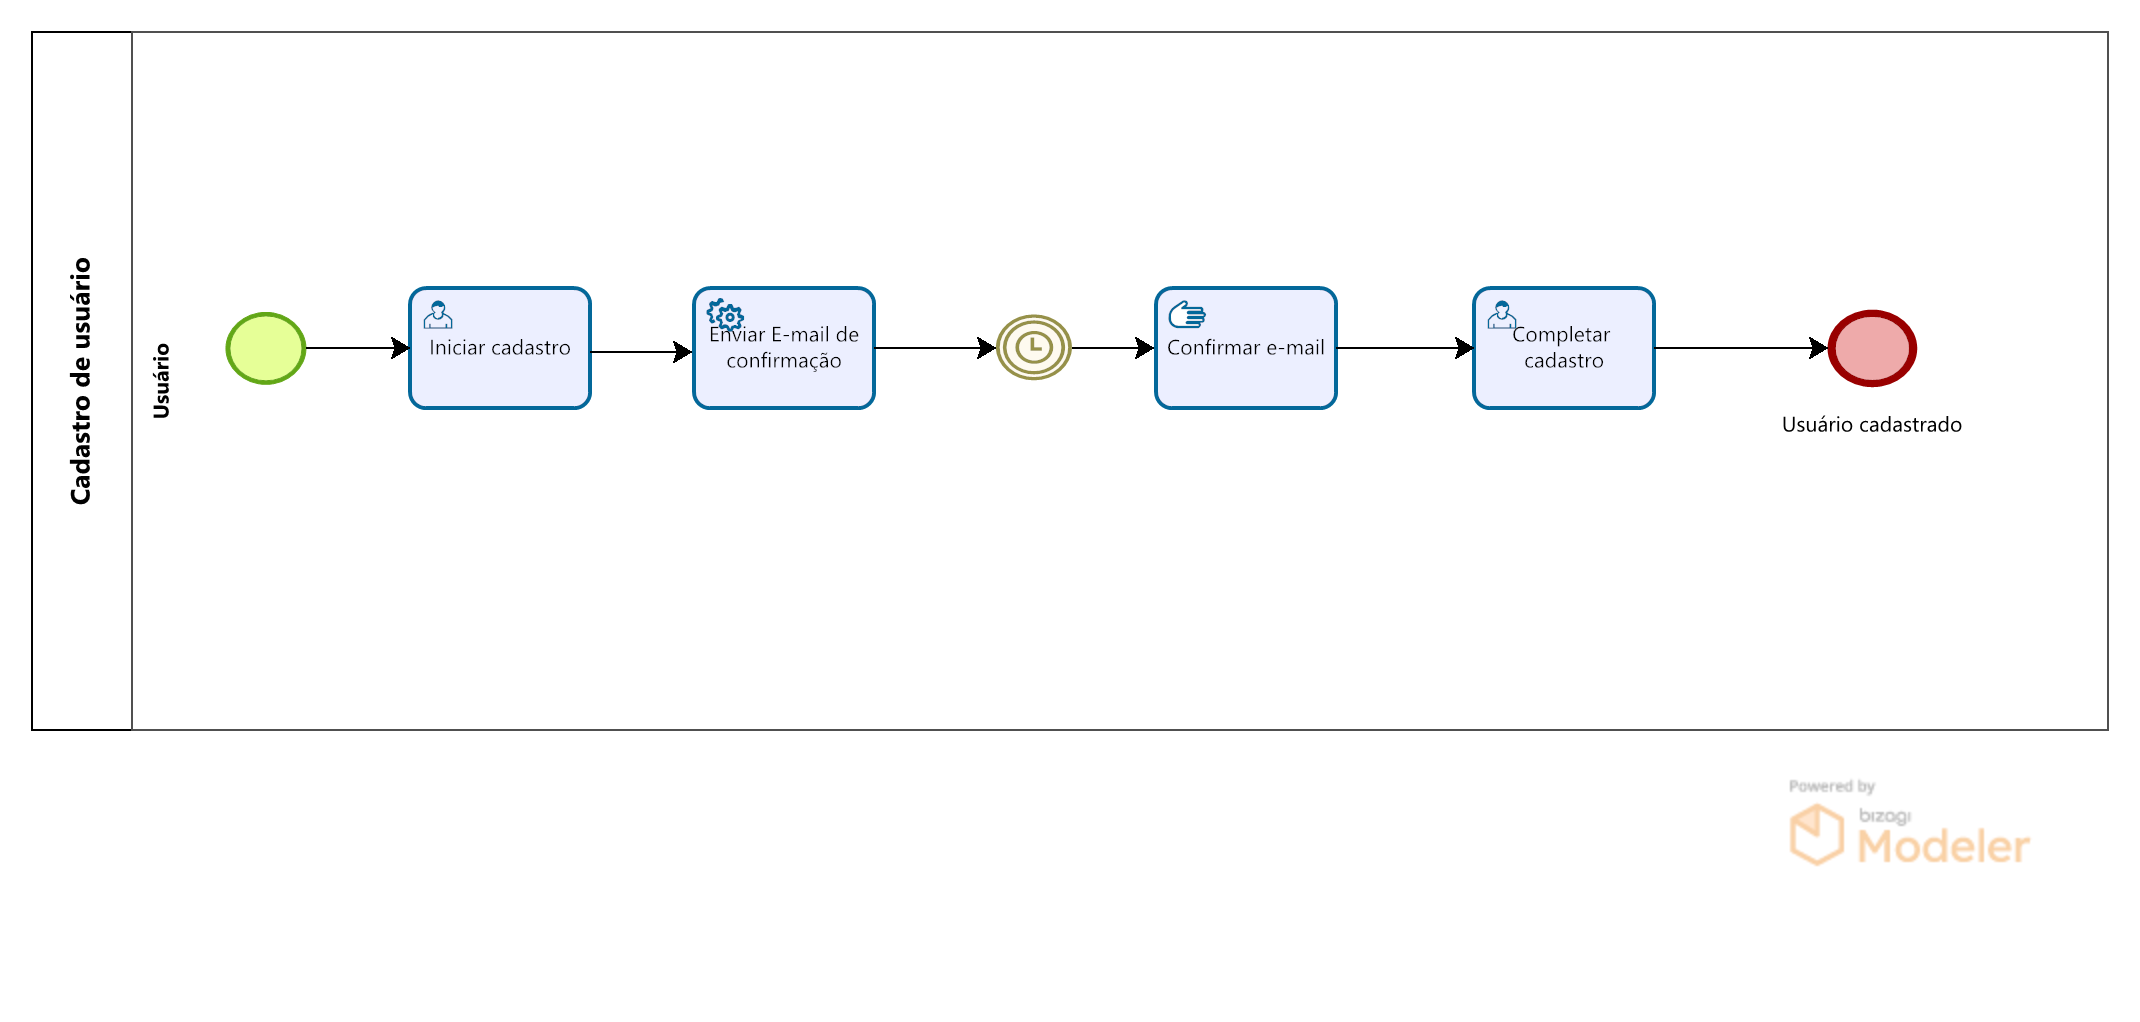 Cadastro de usuário
Usuário
Iniciar cadastro
Enviar E-mail de
confirmação
Confirmar e-mail
Completar
cadastro
Usuário cadastrado
Powered by
bizagi
Modeler